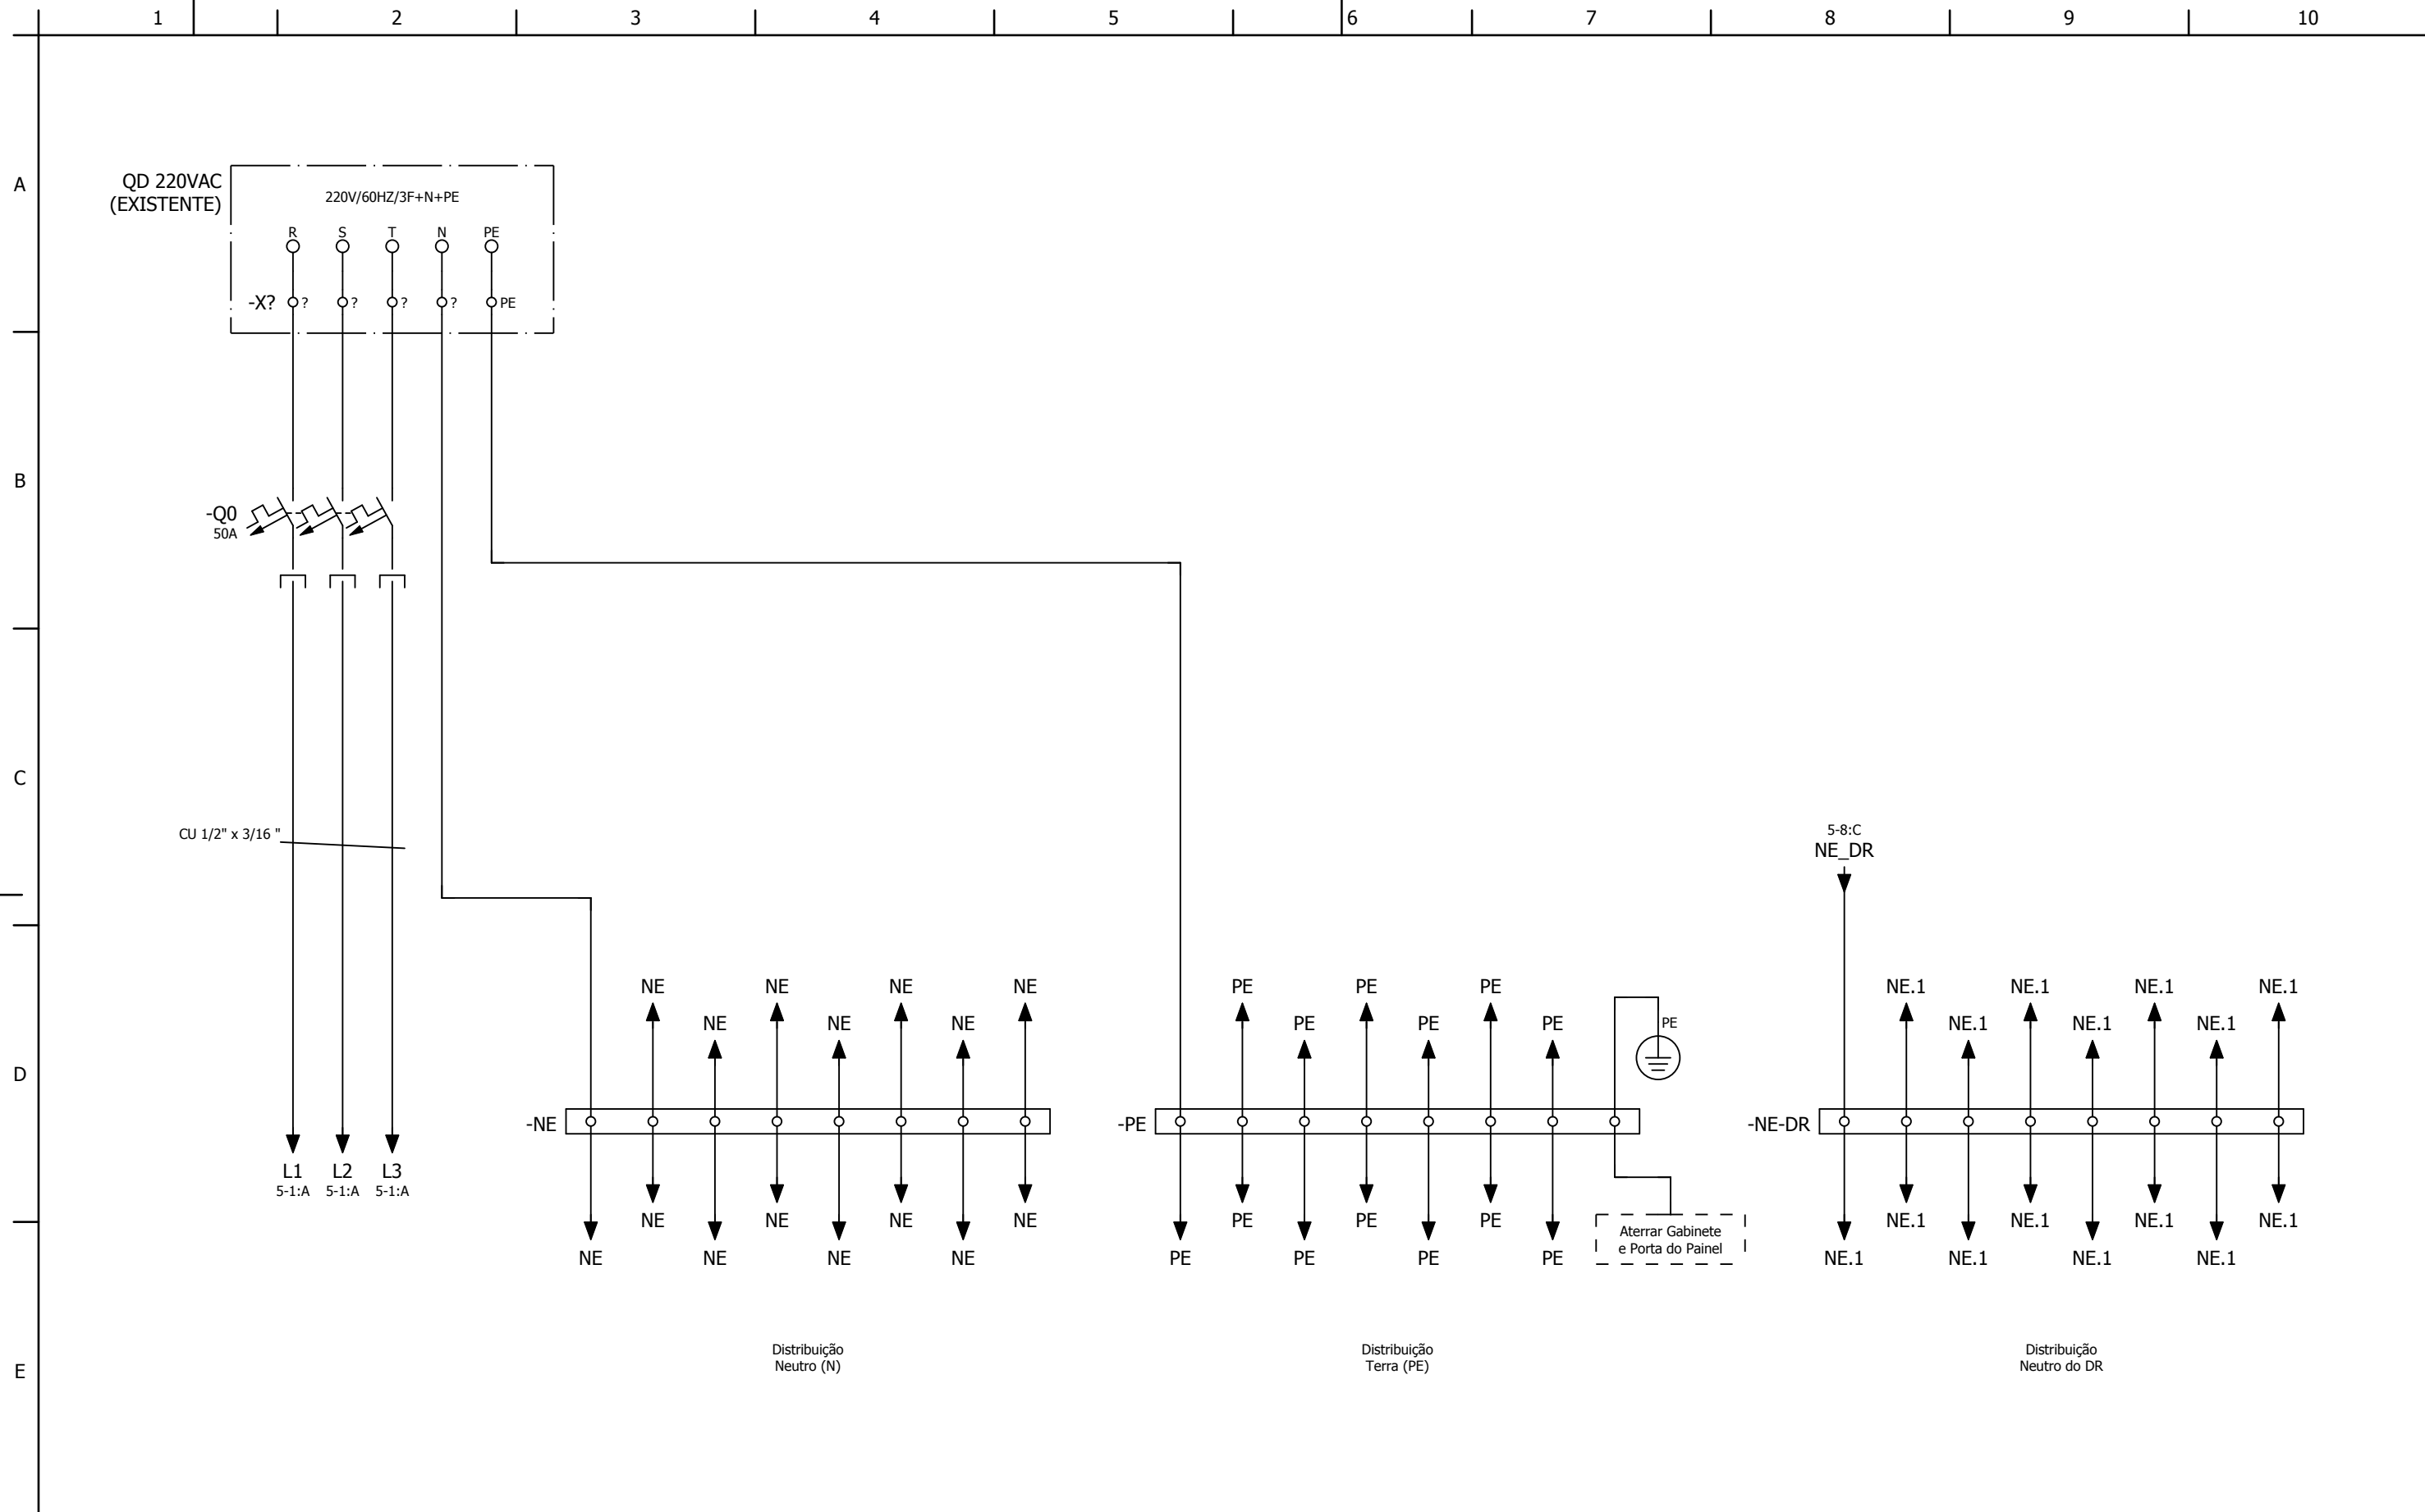 1 2 3 4 5 6 7 8 9 10
A
QD 220VAC
(EXISTENTE)
220V/60HZ/3F+N+PE
R S T N PE
-X? ? ? ? ? PE
B
-Q0
50A
C
CU 1/2" x 3/16 "
5-8:C
NE_DR
NE NE NE NE PE PE PE NE.1 NE.1 NE.1 NE.1
NE NE NE PE PE PE PE NE.1 NE.1 NE.1
D
-NE -PE -NE-DR
L1 L2 L3
5-1:A 5-1:A 5-1:A
NE NE NE NE PE PE PE NE.1 NE.1 NE.1 NE.1
Aterrar Gabinete
e Porta do Painel
NE NE NE NE PE PE PE PE NE.1 NE.1 NE.1 NE.1
E
Distribuição
Neutro (N)
Distribuição
Terra (PE)
Distribuição
Neutro do DR